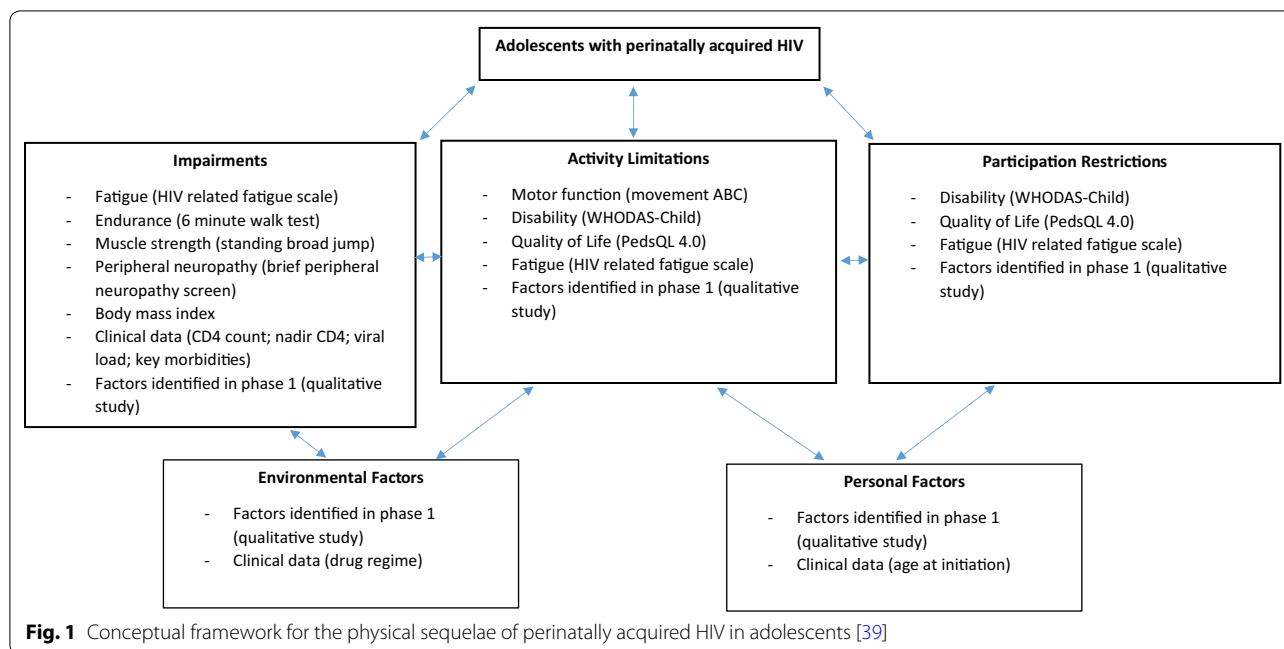 Adolescents with perinatally acquired HIV
Impairments
- Fatigue (HIV related fatigue scale)
- Endurance (6 minute walk test)
- Muscle strength (standing broad jump)
- Peripheral neuropathy (brief peripheral
neuropathy screen)
- Body mass index
- Clinical data (CD4 count; nadir CD4; viral
load; key morbidities)
- Factors identified in phase 1 (qualitative
study)
Activity Limitations
- Motor function (movement ABC)
- Disability (WHODAS-Child)
- Quality of Life (PedsQL 4.0)
- Fatigue (HIV related fatigue scale)
- Factors identified in phase 1 (qualitative
study)
Participation Restrictions
- Disability (WHODAS-Child)
- Quality of Life (PedsQL 4.0)
- Fatigue (HIV related fatigue scale)
- Factors identified in phase 1 (qualitative
study)
Environmental Factors
- Factors identified in phase 1
(qualitative study)
- Clinical data (drug regime)
Personal Factors
- Factors identified in phase 1
(qualitative study)
- Clinical data (age at initiation)
Fig. 1 Conceptual framework for the physical sequelae of perinatally acquired HIV in adolescents [39]